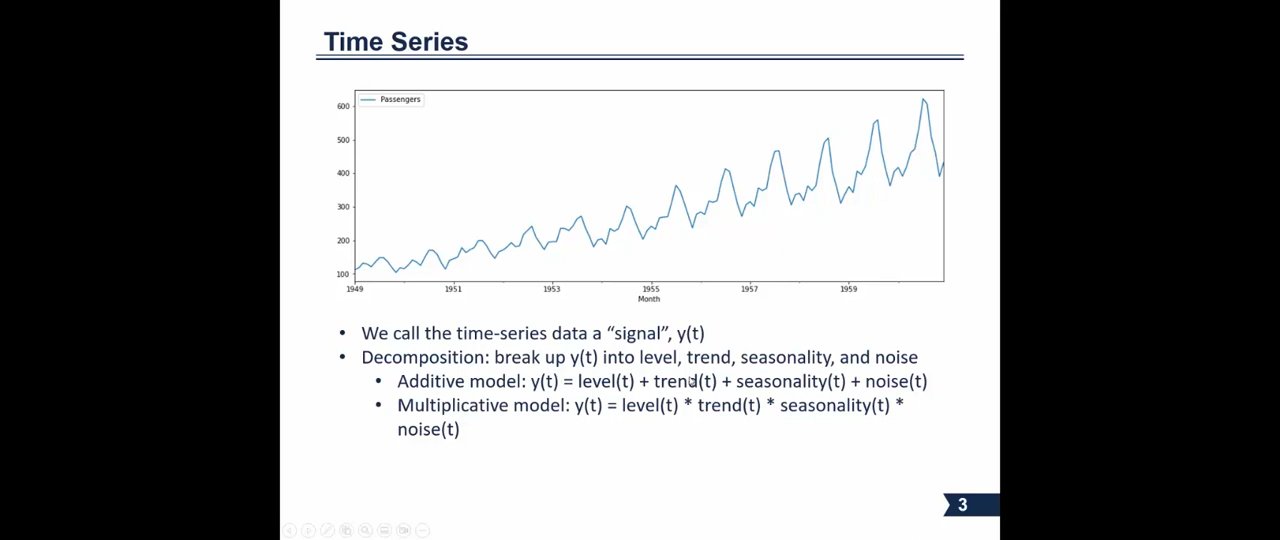 Time Series
Passengers
600
500
400
300
200
100
1949
1951
1953
1955
1957
1959
Month
• We call the time-series data a “signal”, y(t)
• Decomposition: break up y(t) into level, trend, seasonality, and noise
• Additive model: y(t) = level(t) + trend(t) + seasonality(t) + noise(t)
• Multiplicative model: y(t) = level(t) * trend(t) * seasonality(t) *
noise(t)
3